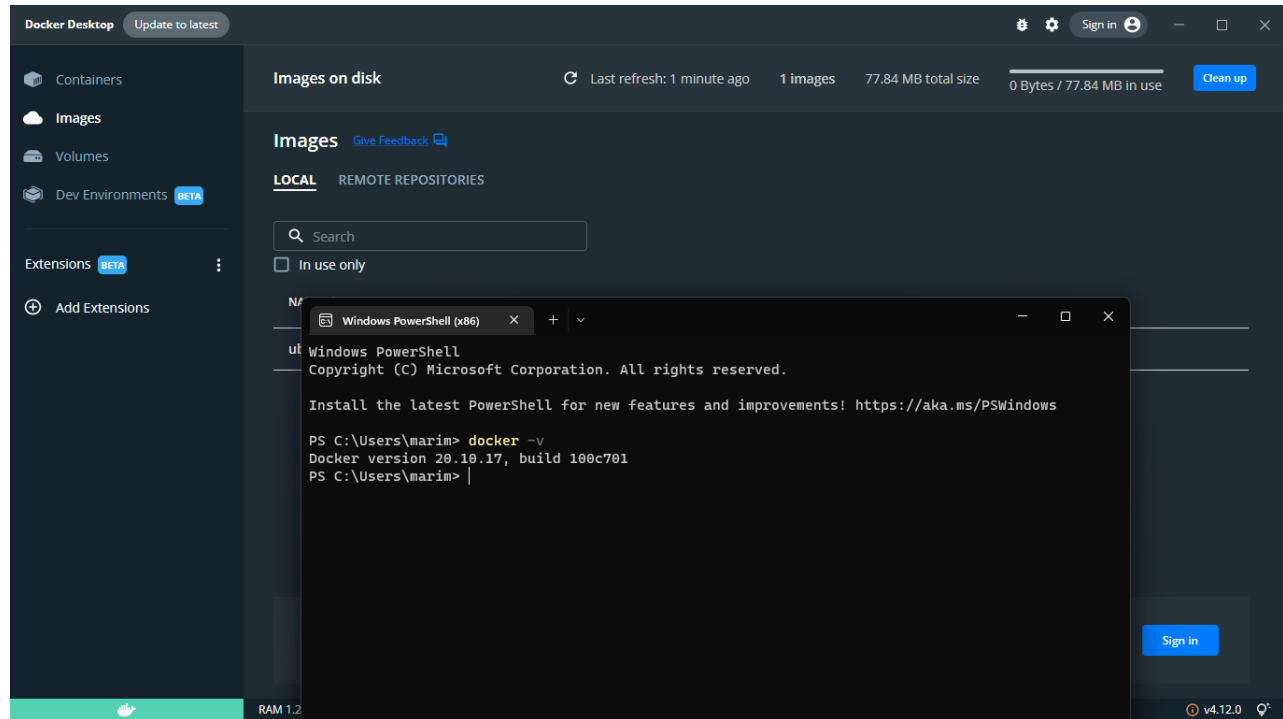 Docker Desktop Update to latest Sign in
Containers
Images
Volumes
Dev Environments BETA
Extensions BETA
Add Extensions
Images on disk Last refresh: 1 minute ago 1 images 77.84 MB total size 0 Bytes / 77.84 MB in use Clean up
Images Give Feedback
LOCAL REMOTE REPOSITORIES
Search
In use only
Windows PowerShell (x86)
Windows PowerShell
Copyright (C) Microsoft Corporation. All rights reserved.
Install the latest PowerShell for new features and improvements! https://aka.ms/PSWindows
PS C:\Users\marim> docker -v
Docker version 20.10.17, build 100c701
PS C:\Users\marim>
Sign in
RAM 1.2 v4.12.0